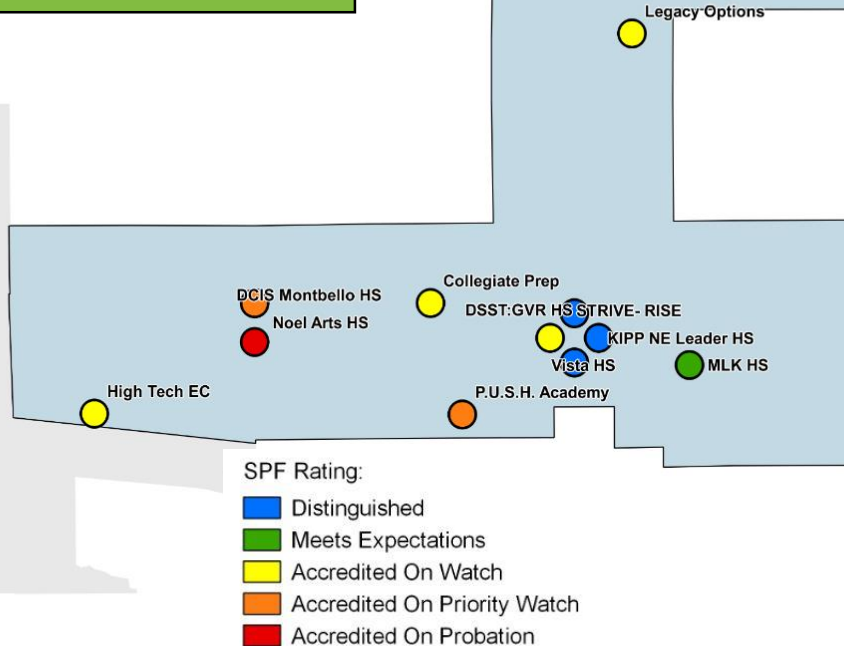 Legacy Options
Collegiate Prep
DCIS Montbello HS
DSST:GVR HS
STRIVE- RISE
Noel Arts HS
KIPP NE Leader HS
Vista HS
MLK HS
High Tech EC
P.U.S.H. Academy
SPF Rating:
Distinguished
Meets Expectations
Accredited On Watch
Accredited On Priority Watch
Accredited On Probation